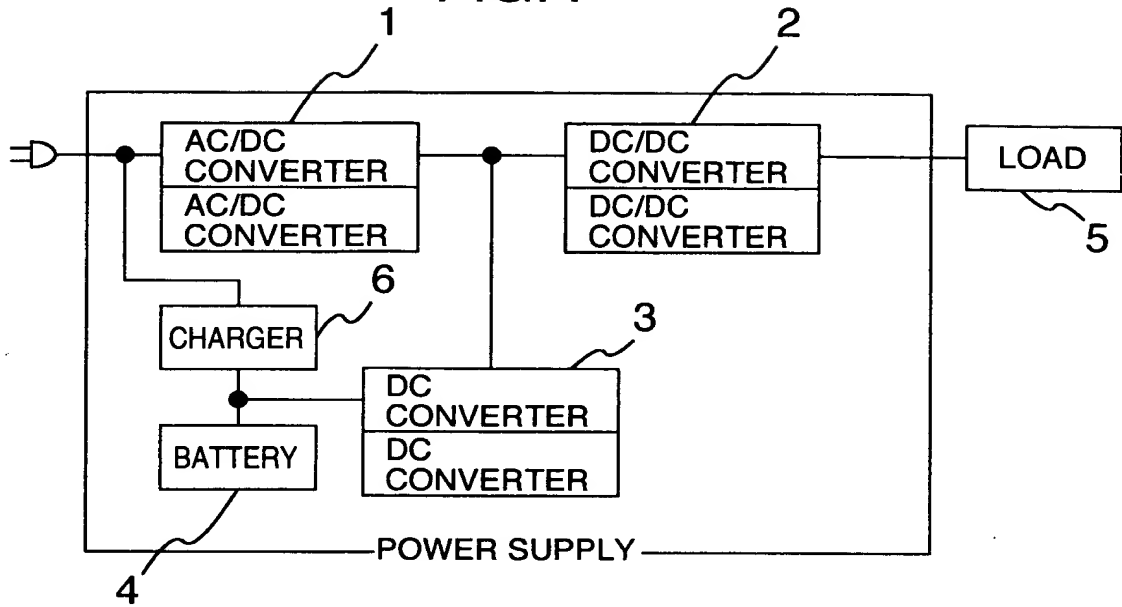 1
2
AC/DC
CONVERTER
AC/DC
CONVERTER
DC/DC
CONVERTER
DC/DC
CONVERTER
LOAD
5
6
CHARGER
3
DC
CONVERTER
DC
CONVERTER
BATTERY
POWER SUPPLY
4